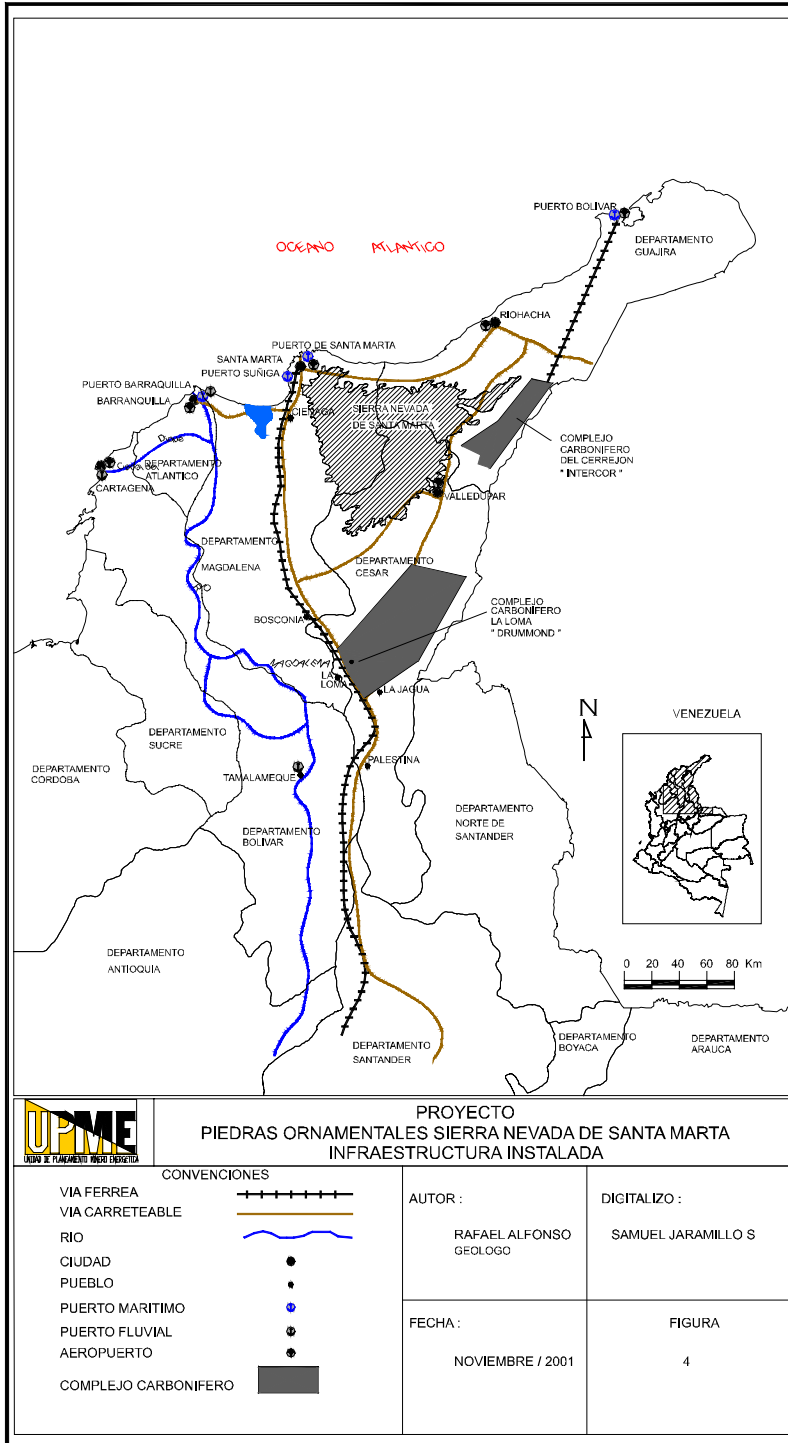 OCEANO ATLANTICO
PUERTO BOLIVAR
DEPARTAMENTO
GUAJIRA
RIOHACHA
PUERTO DE SANTA MARTA
SANTA MARTA
PUERTO SUÑIGA
PUERTO BARRAQUILLA
BARRANQUILLA
CIENAGA
SIERRA NEVADA
DE SANTA MARTA
COMPLEJO
CARBONIFERO
DEL CERREJON
" INTERCOR "
DEPARTAMENTO
ATLANTICO
CARTAGENA
VALLEDUPAR
DEPARTAMENTO
MAGDALENA
DEPARTAMENTO
CESAR
BOSCONIA
COMPLEJO
CARBONÍFERO
LA LOMA
" DRUMMOND "
MAGDALENA
LA
LOMA
LA JAGUA
N
VENEZUELA
DEPARTAMENTO
SUCRE
DEPARTAMENTO
CORDOBA
TAMALAMEQUE
PALESTINA
DEPARTAMENTO
NORTE DE
SANTANDER
DEPARTAMENTO
BOLIVAR
DEPARTAMENTO
ANTIOQUIA
0 20 40 60 80 Km
DEPARTAMENTO
SANTANDER
DEPARTAMENTO
BOYACA
DEPARTAMENTO
ARAUCA
UPME
UNIDAD DE PLANEAMIENTO MINERO ENERGETICA
PROYECTO
PIEDRAS ORNAMENTALES SIERRA NEVADA DE SANTA MARTA
INFRAESTRUCTURA INSTALADA
CONVENCIONES
VIA FERREA
VIA CARRETEABLE
RIO
CIUDAD
PUEBLO
PUERTO MARITIMO
PUERTO FLUVIAL
AEROPUERTO
COMPLEJO CARBONIFERO
AUTOR :
RAFAEL ALFONSO
GEOLOGO
DIGITALIZO :
SAMUEL JARAMILLO S
FECHA :
NOVIEMBRE / 2001
FIGURA
4